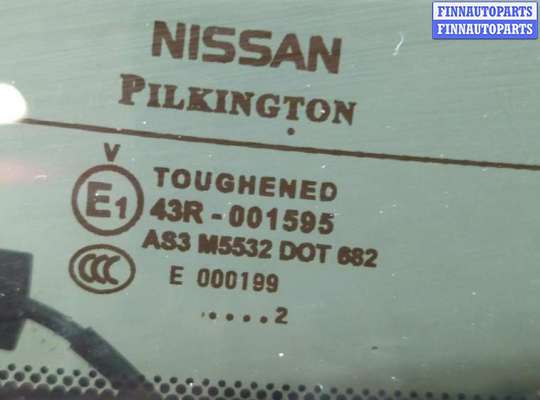 FINNAUTOPARTS
FINNAUTOPARTS
NISSAN
PILKINGTON
V
E1
TOUGHENED
43R - 001595
AS3 M5532 DOT 682
CCC
E 000199
.....2